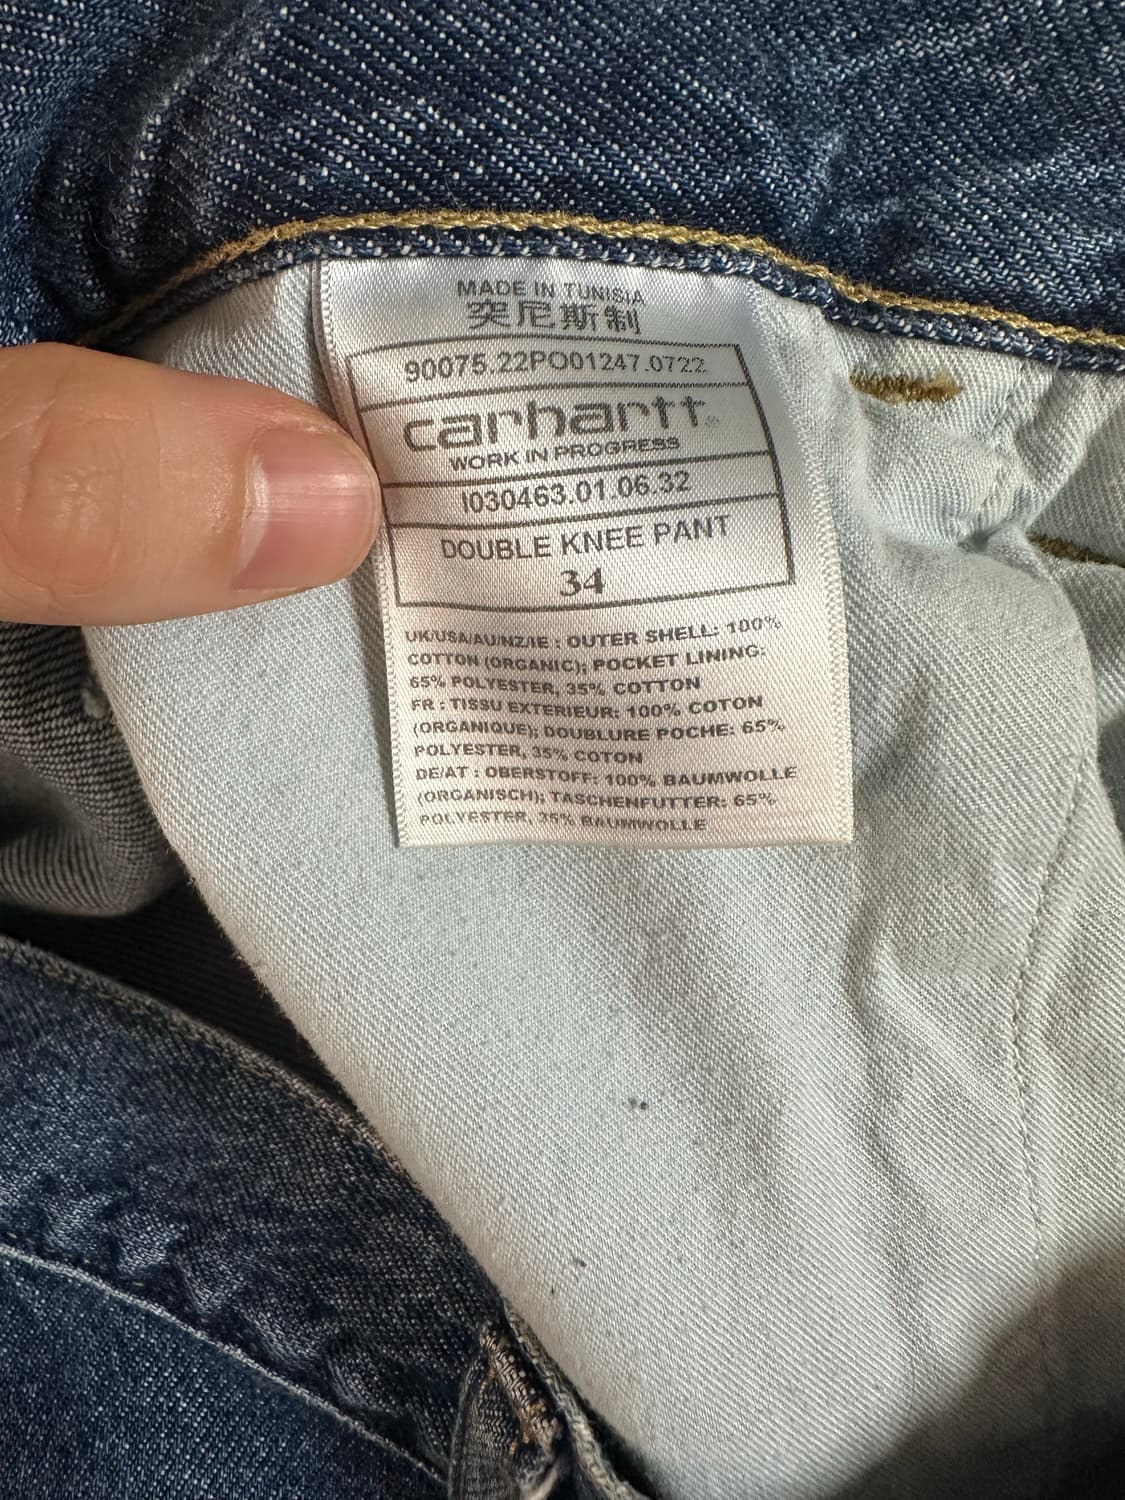 MADE IN TUNISIA
突尼斯制
90075.22PO01247.0722
carhartt®
WORK IN PROGRESS
I030463.01.06.32
DOUBLE KNEE PANT
34
UK/USA/AU/NZ/IE : OUTER SHELL: 100%
COTTON (ORGANIC); POCKET LINING:
65% POLYESTER, 35% COTTON
FR : TISSU EXTERIEUR: 100% COTON
(ORGANIQUE); DOUBLURE POCHE: 65%
POLYESTER, 35% COTON
DE/AT : OBERSTOFF: 100% BAUMWOLLE
(ORGANISCH); TASCHENFUTTER: 65%
POLYESTER, 35% BAUMWOLLE